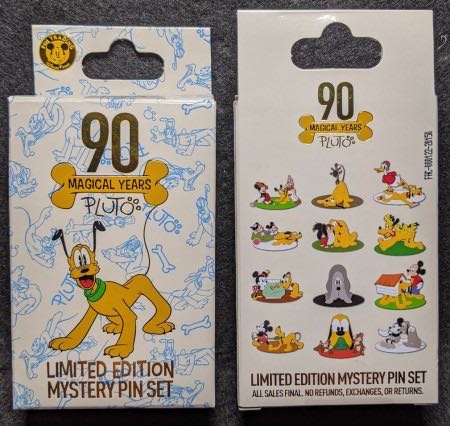 90
MAGICAL YEARS
PLUTO
LIMITED EDITION
MYSTERY PIN SET
90
MAGICAL YEARS
PLUTO
LIMITED EDITION MYSTERY PIN SET
ALL SALES FINAL. NO REFUNDS, EXCHANGES, OR RETURNS.